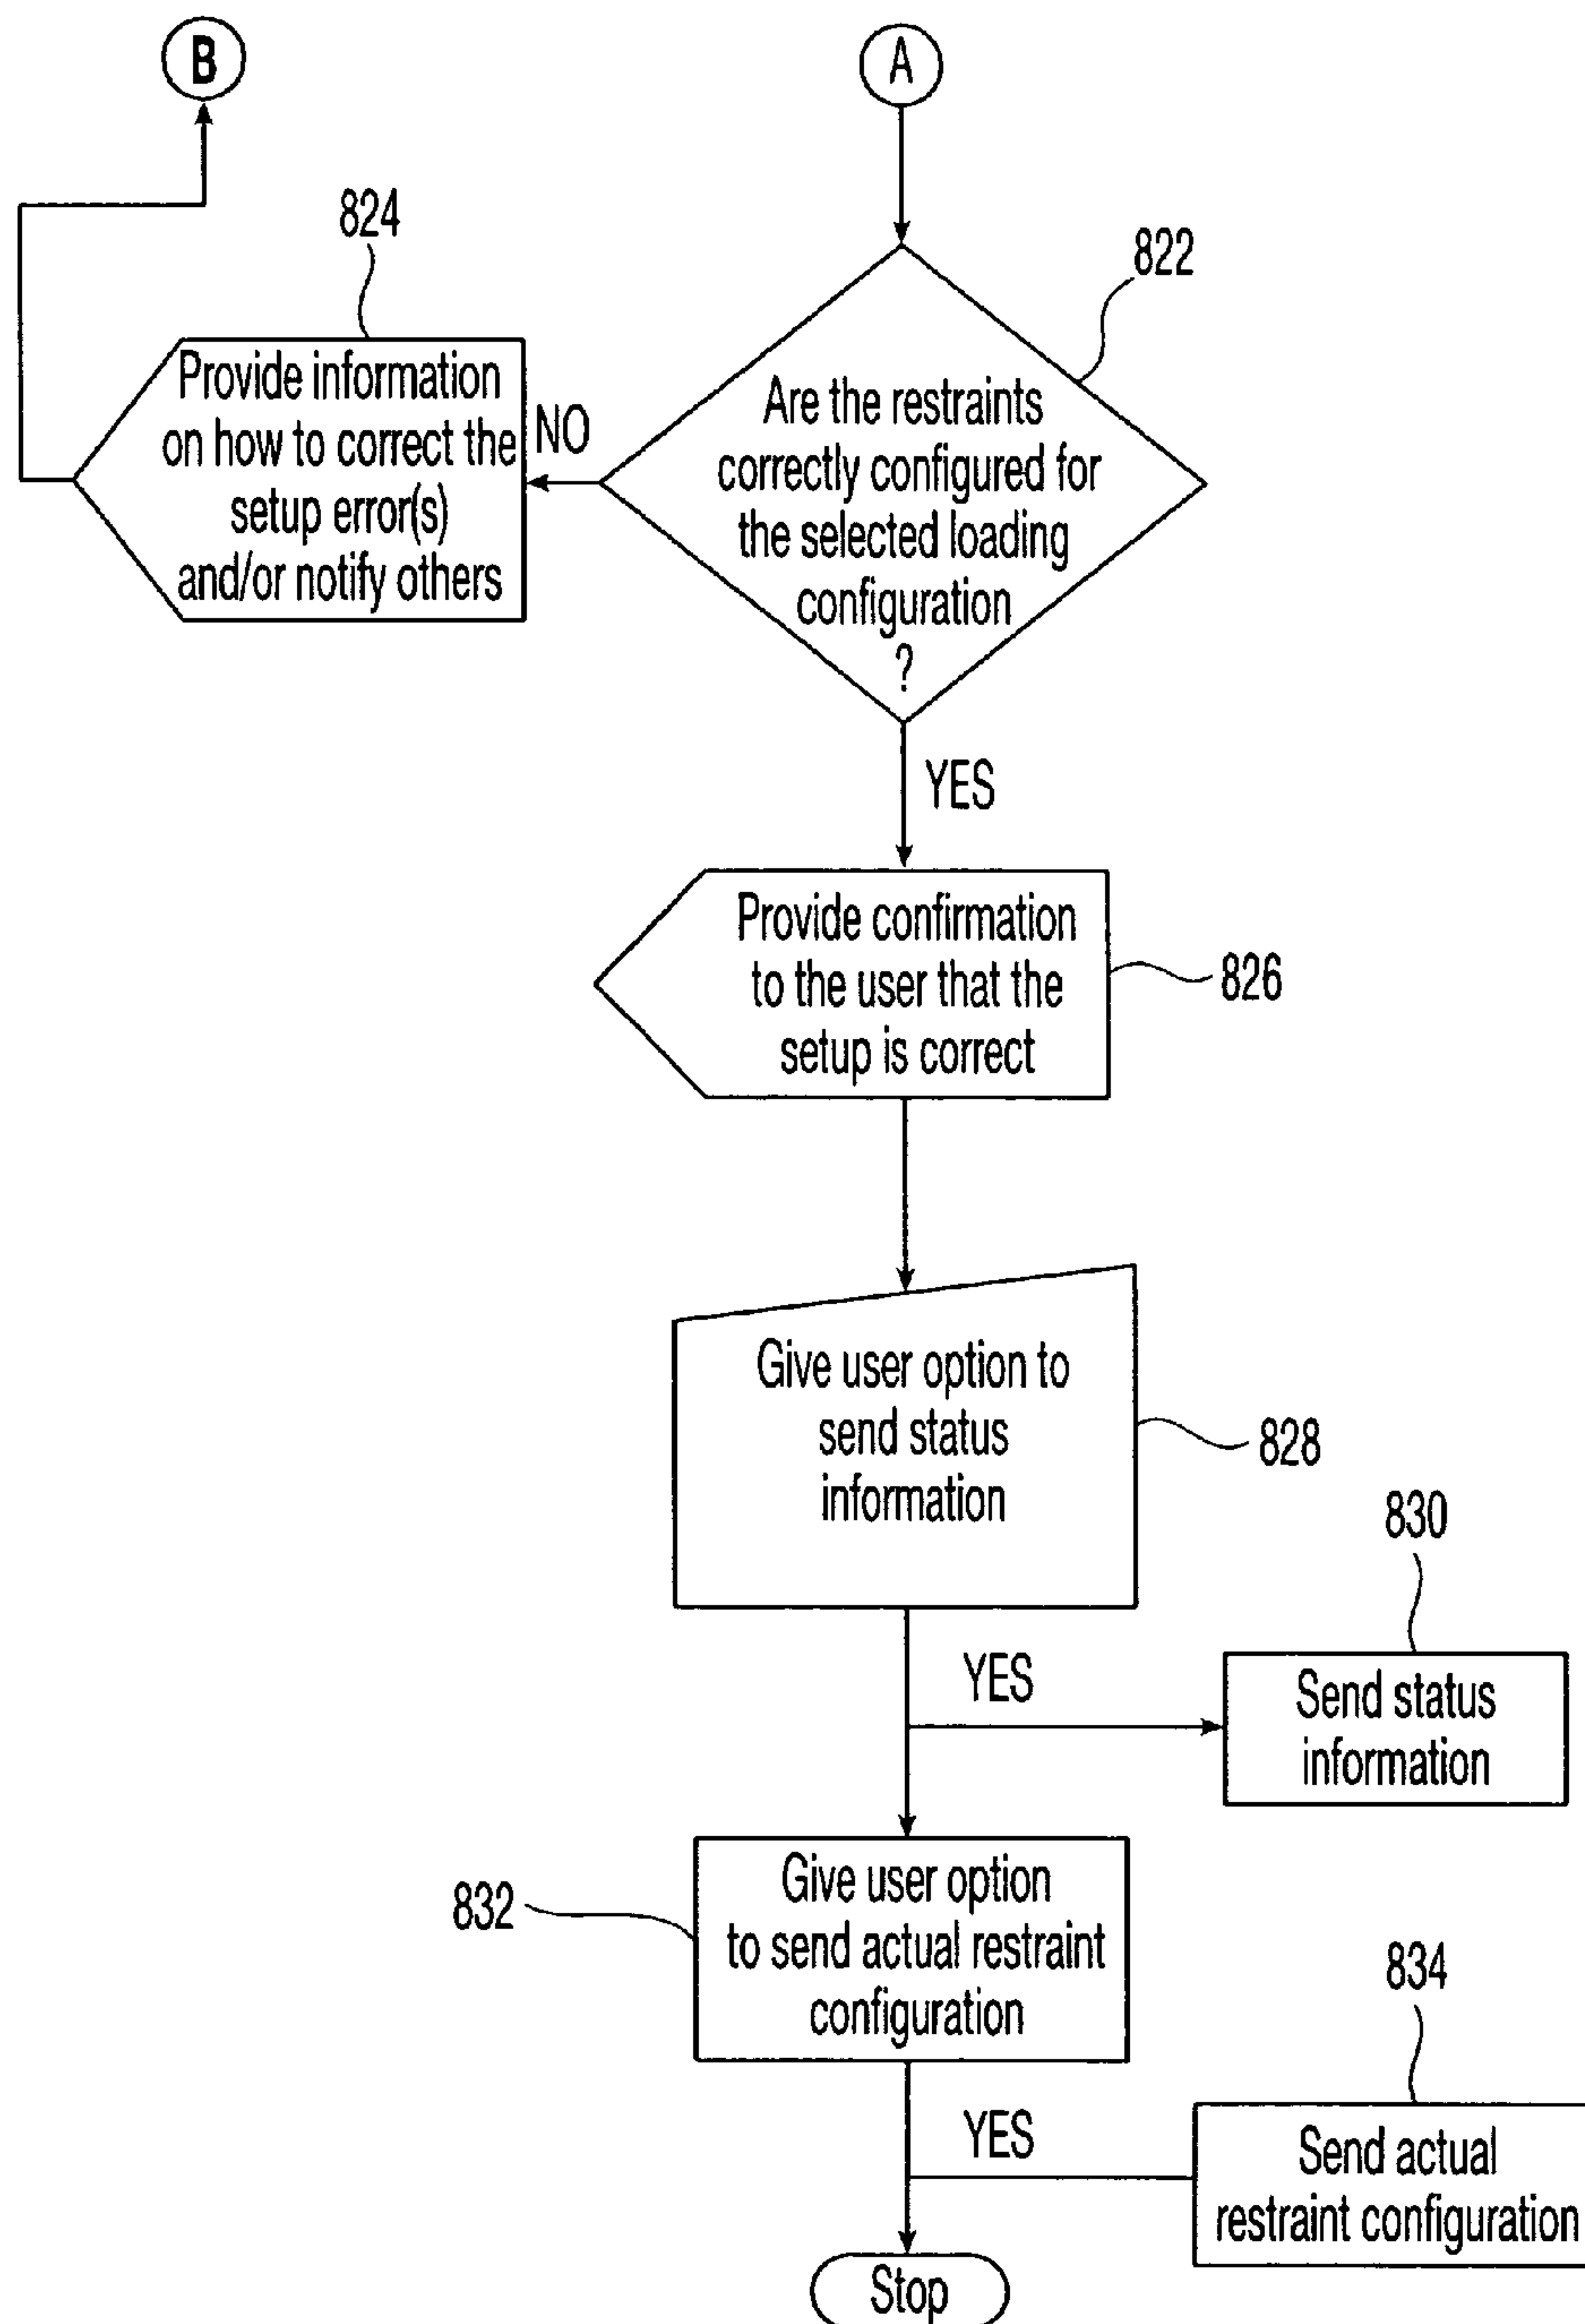 B
A
824
822
Provide information
on how to correct the
setup error(s)
and/or notify others
NO
Are the restraints
correctly configured for
the selected loading
configuration
?
YES
Provide confirmation
to the user that the
setup is correct
826
Give user option to
send status
information
828
830
YES
Send status
information
832
Give user option
to send actual restraint
configuration
834
YES
Send actual
restraint configuration
Stop